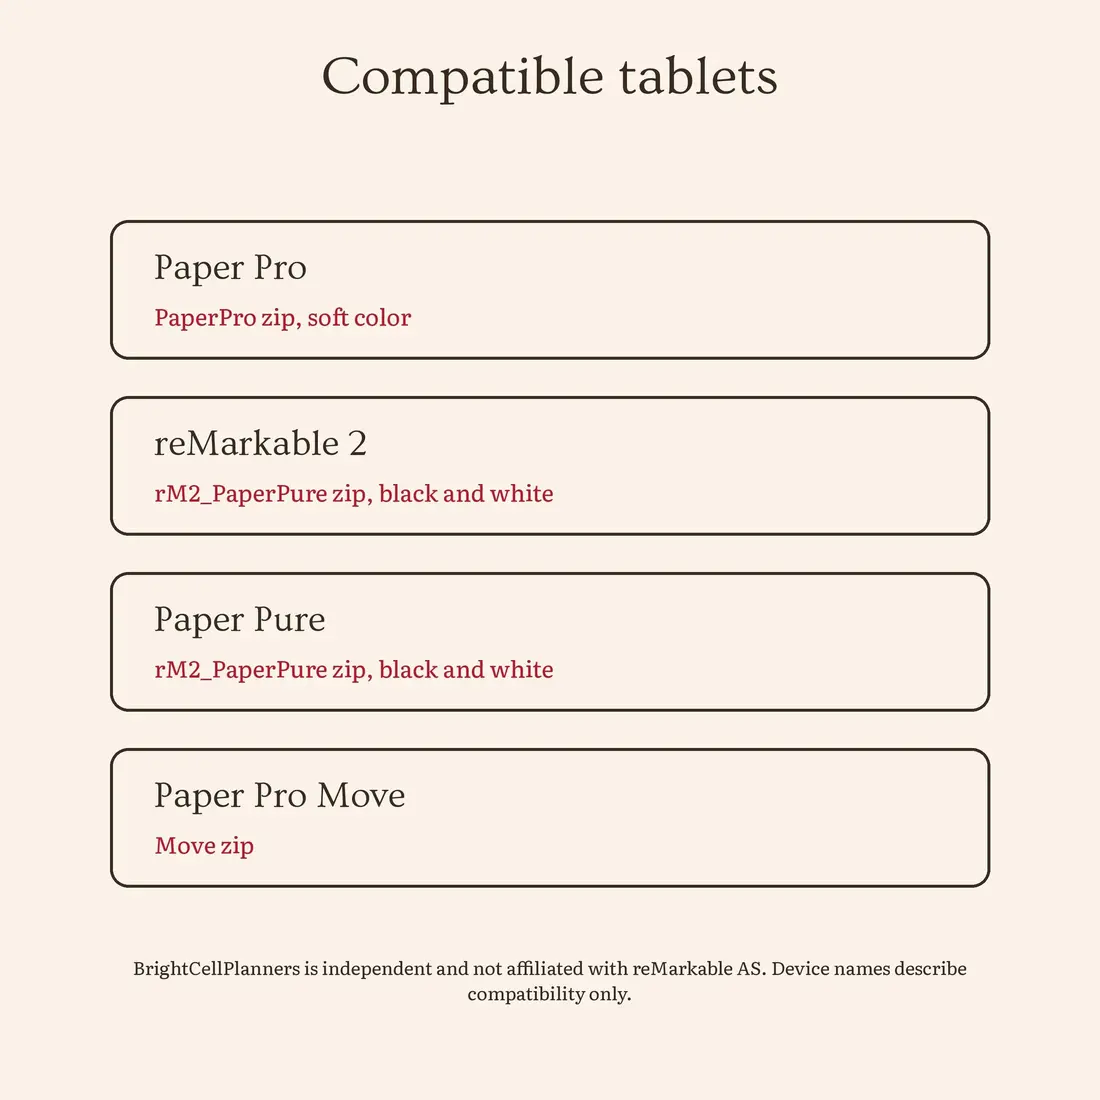 Compatible tablets
Paper Pro
PaperPro zip, soft color
reMarkable 2
rM2_PaperPure zip, black and white
Paper Pure
rM2_PaperPure zip, black and white
Paper Pro Move
Move zip
BrightCellPlanners is independent and not affiliated with reMarkable AS. Device names describe
compatibility only.